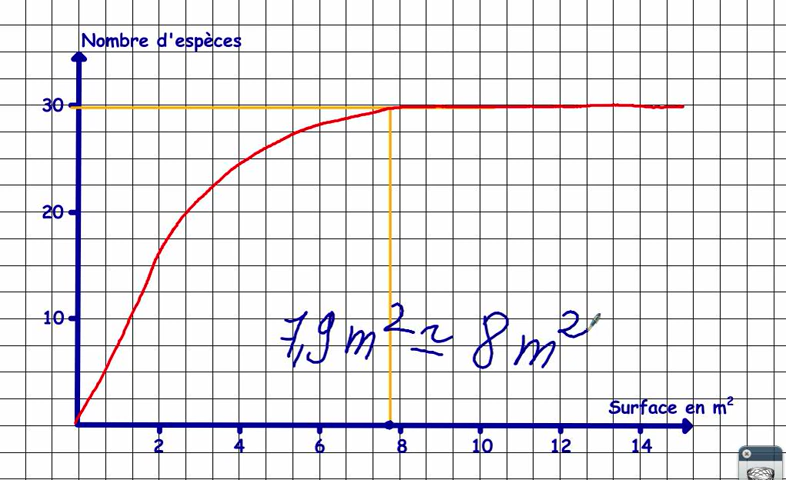 Nombre d'espèces
30
20
10
7,9 m² ≃ 8 m²
Surface en m²
2 4 6 8 10 12 14